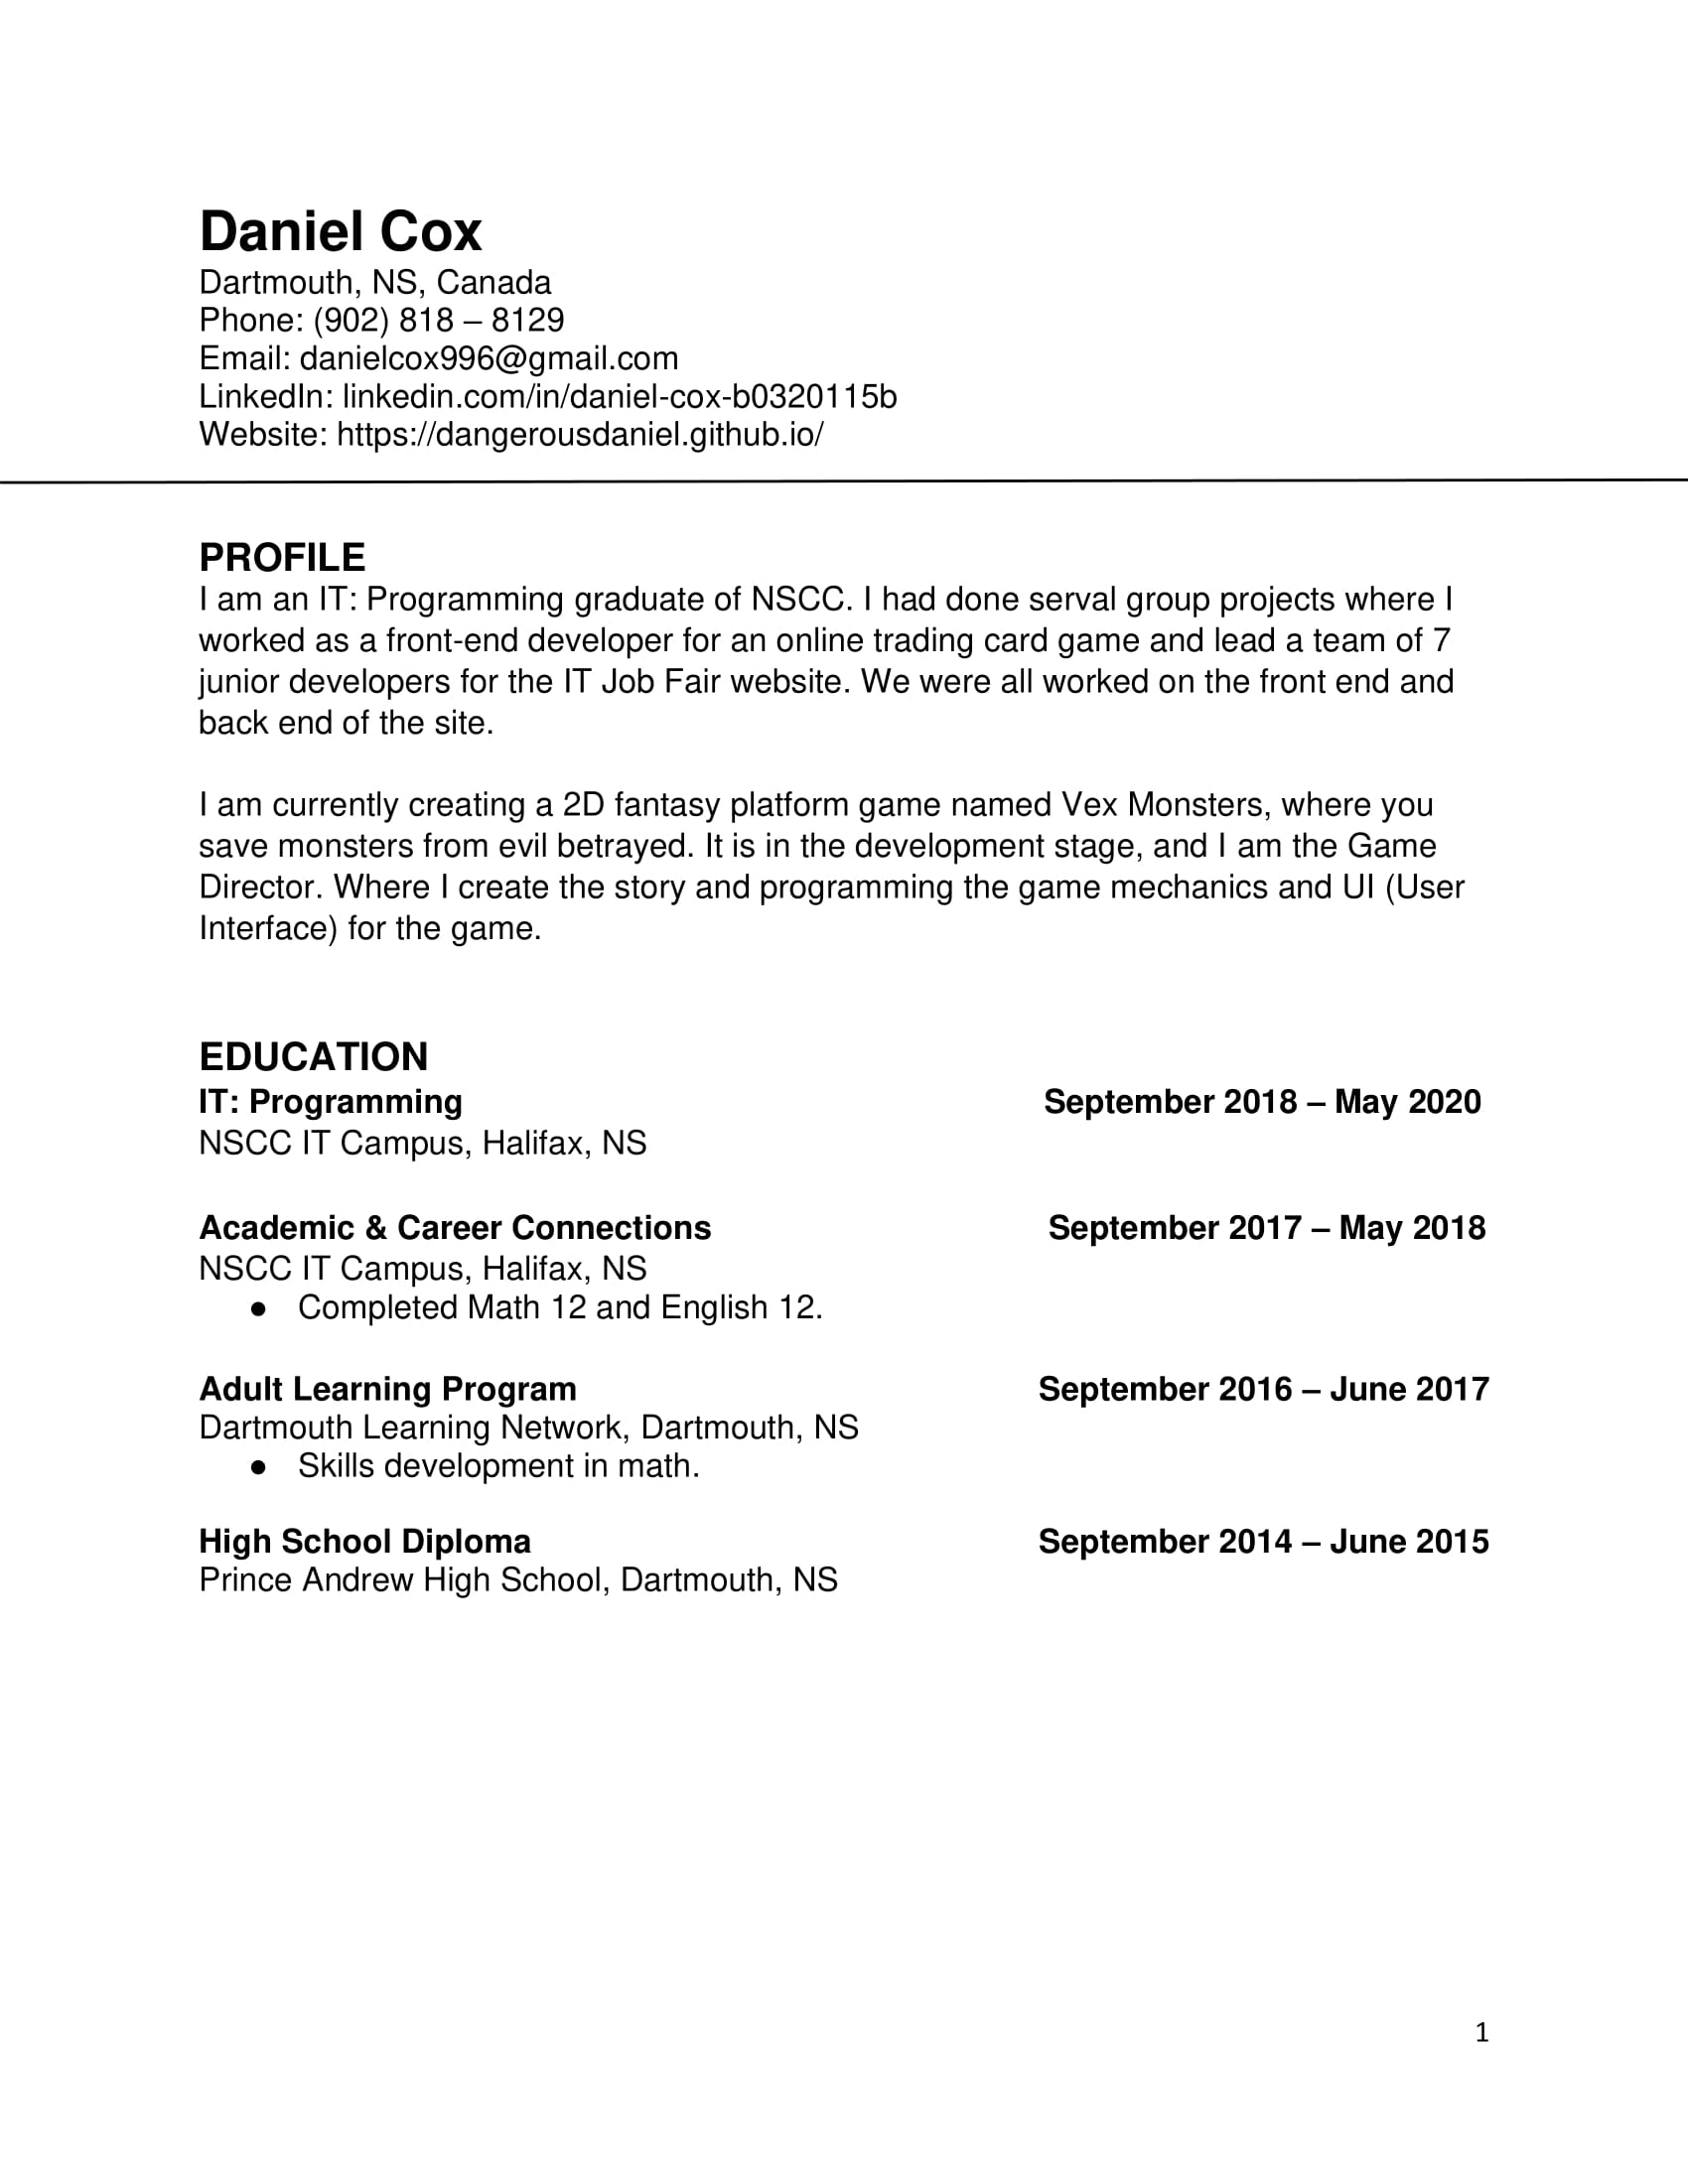 Daniel Cox
Dartmouth, NS, Canada
Phone: (902) 818 – 8129
Email: danielcox996@gmail.com
LinkedIn: linkedin.com/in/daniel-cox-b0320115b
Website: https://dangerousdaniel.github.io/
PROFILE
I am an IT: Programming graduate of NSCC. I had done serval group projects where I
worked as a front-end developer for an online trading card game and lead a team of 7
junior developers for the IT Job Fair website. We were all worked on the front end and
back end of the site.
I am currently creating a 2D fantasy platform game named Vex Monsters, where you
save monsters from evil betrayed. It is in the development stage, and I am the Game
Director. Where I create the story and programming the game mechanics and UI (User
Interface) for the game.
EDUCATION
IT: Programming September 2018 – May 2020
NSCC IT Campus, Halifax, NS
Academic & Career Connections September 2017 – May 2018
NSCC IT Campus, Halifax, NS
● Completed Math 12 and English 12.
Adult Learning Program September 2016 – June 2017
Dartmouth Learning Network, Dartmouth, NS
● Skills development in math.
High School Diploma September 2014 – June 2015
Prince Andrew High School, Dartmouth, NS
1